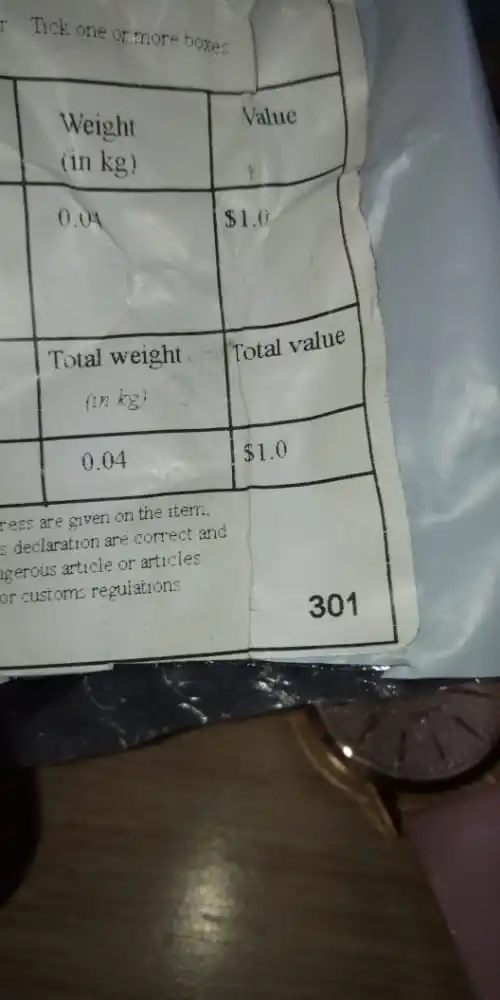 Tick one or more boxes
Weight
(in kg)
Value
0.04
$1.0
Total weight
(in kg)
Total value
0.04
$1.0
ress are given on the item,
s declaration are correct and
ngerous article or articles
or customs regulations
301